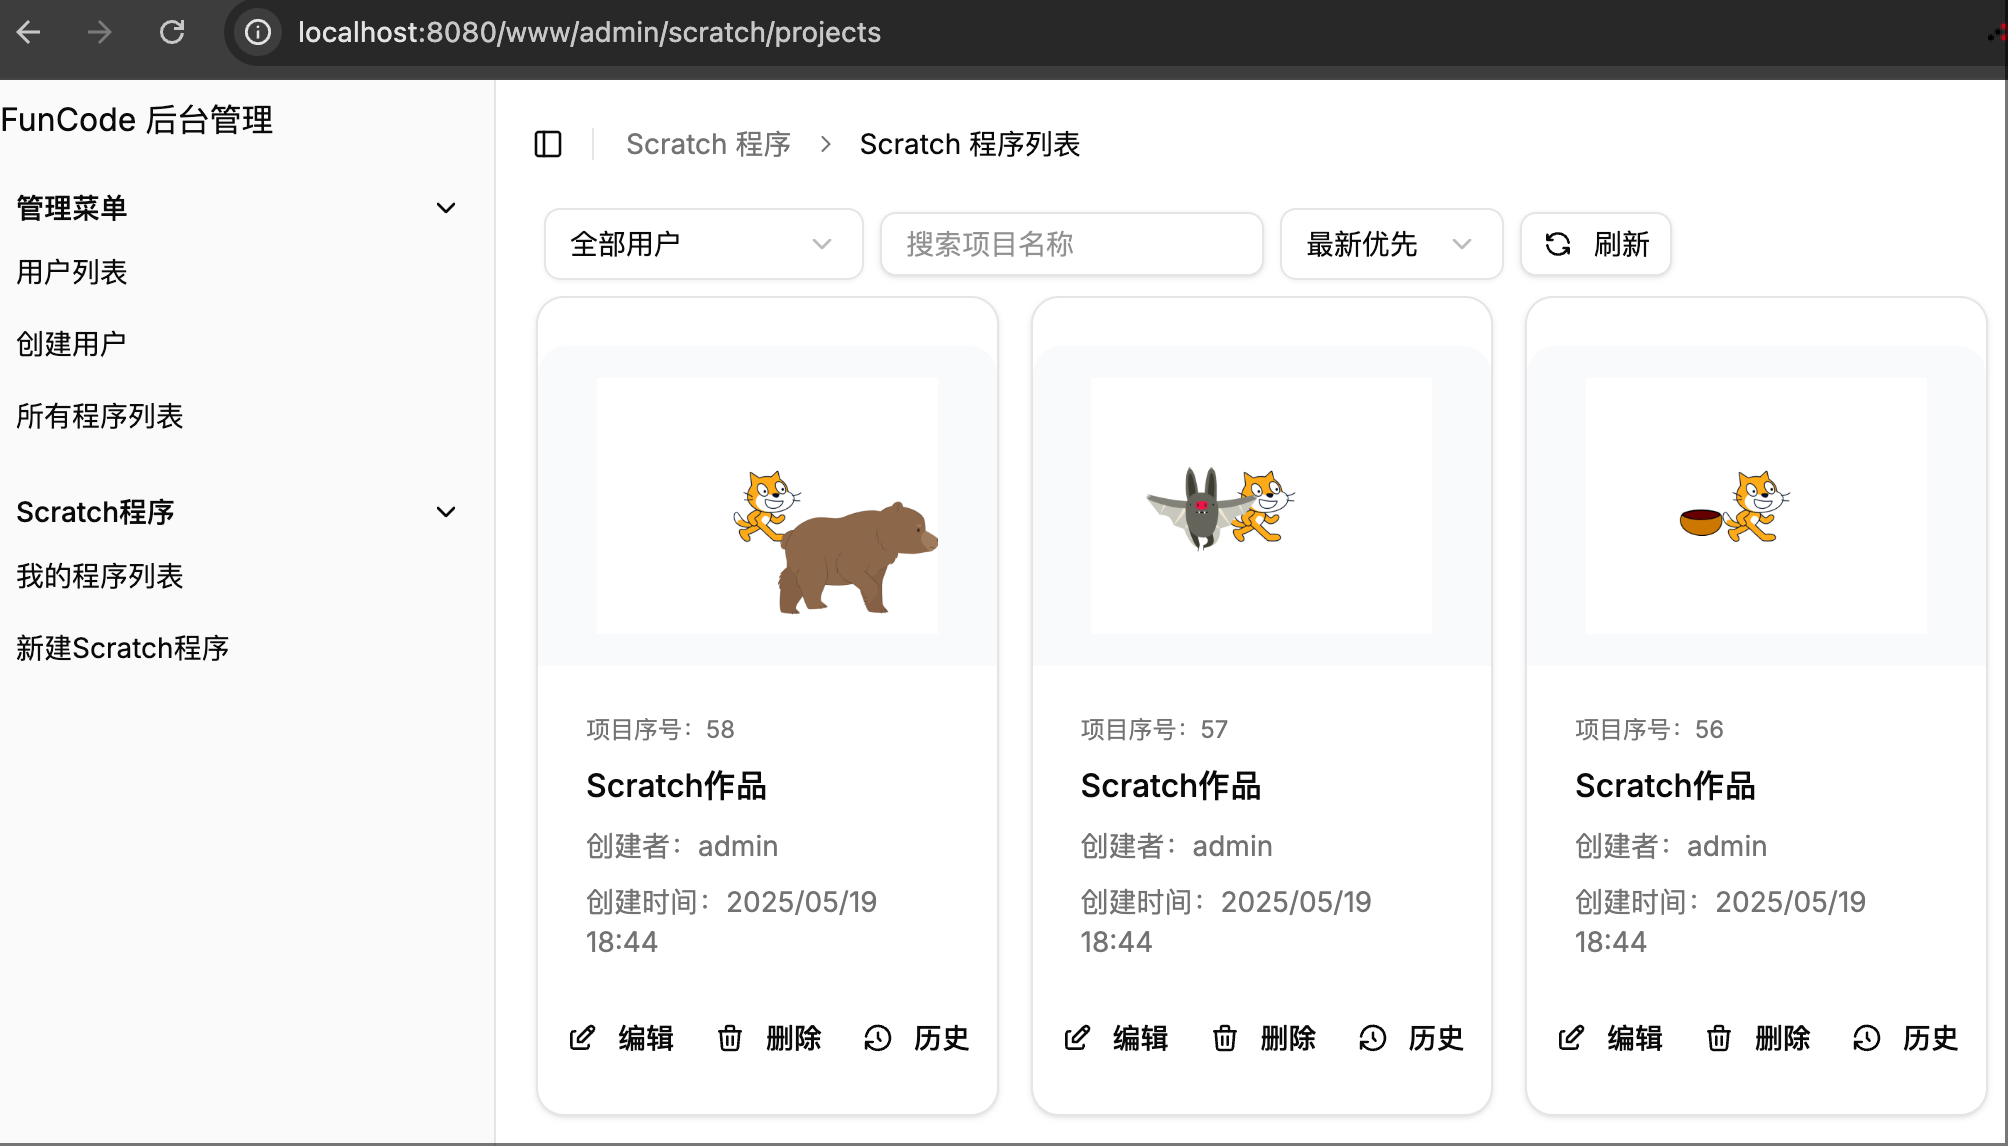 localhost:8080/www/admin/scratch/projects
FunCode 后台管理
管理菜单
用户列表
创建用户
所有程序列表
Scratch程序
我的程序列表
新建Scratch程序
Scratch 程序 > Scratch 程序列表
全部用户 搜索项目名称 最新优先 刷新
项目序号：58
Scratch作品
创建者：admin
创建时间：2025/05/19
18:44
编辑 删除 历史
项目序号：57
Scratch作品
创建者：admin
创建时间：2025/05/19
18:44
编辑 删除 历史
项目序号：56
Scratch作品
创建者：admin
创建时间：2025/05/19
18:44
编辑 删除 历史